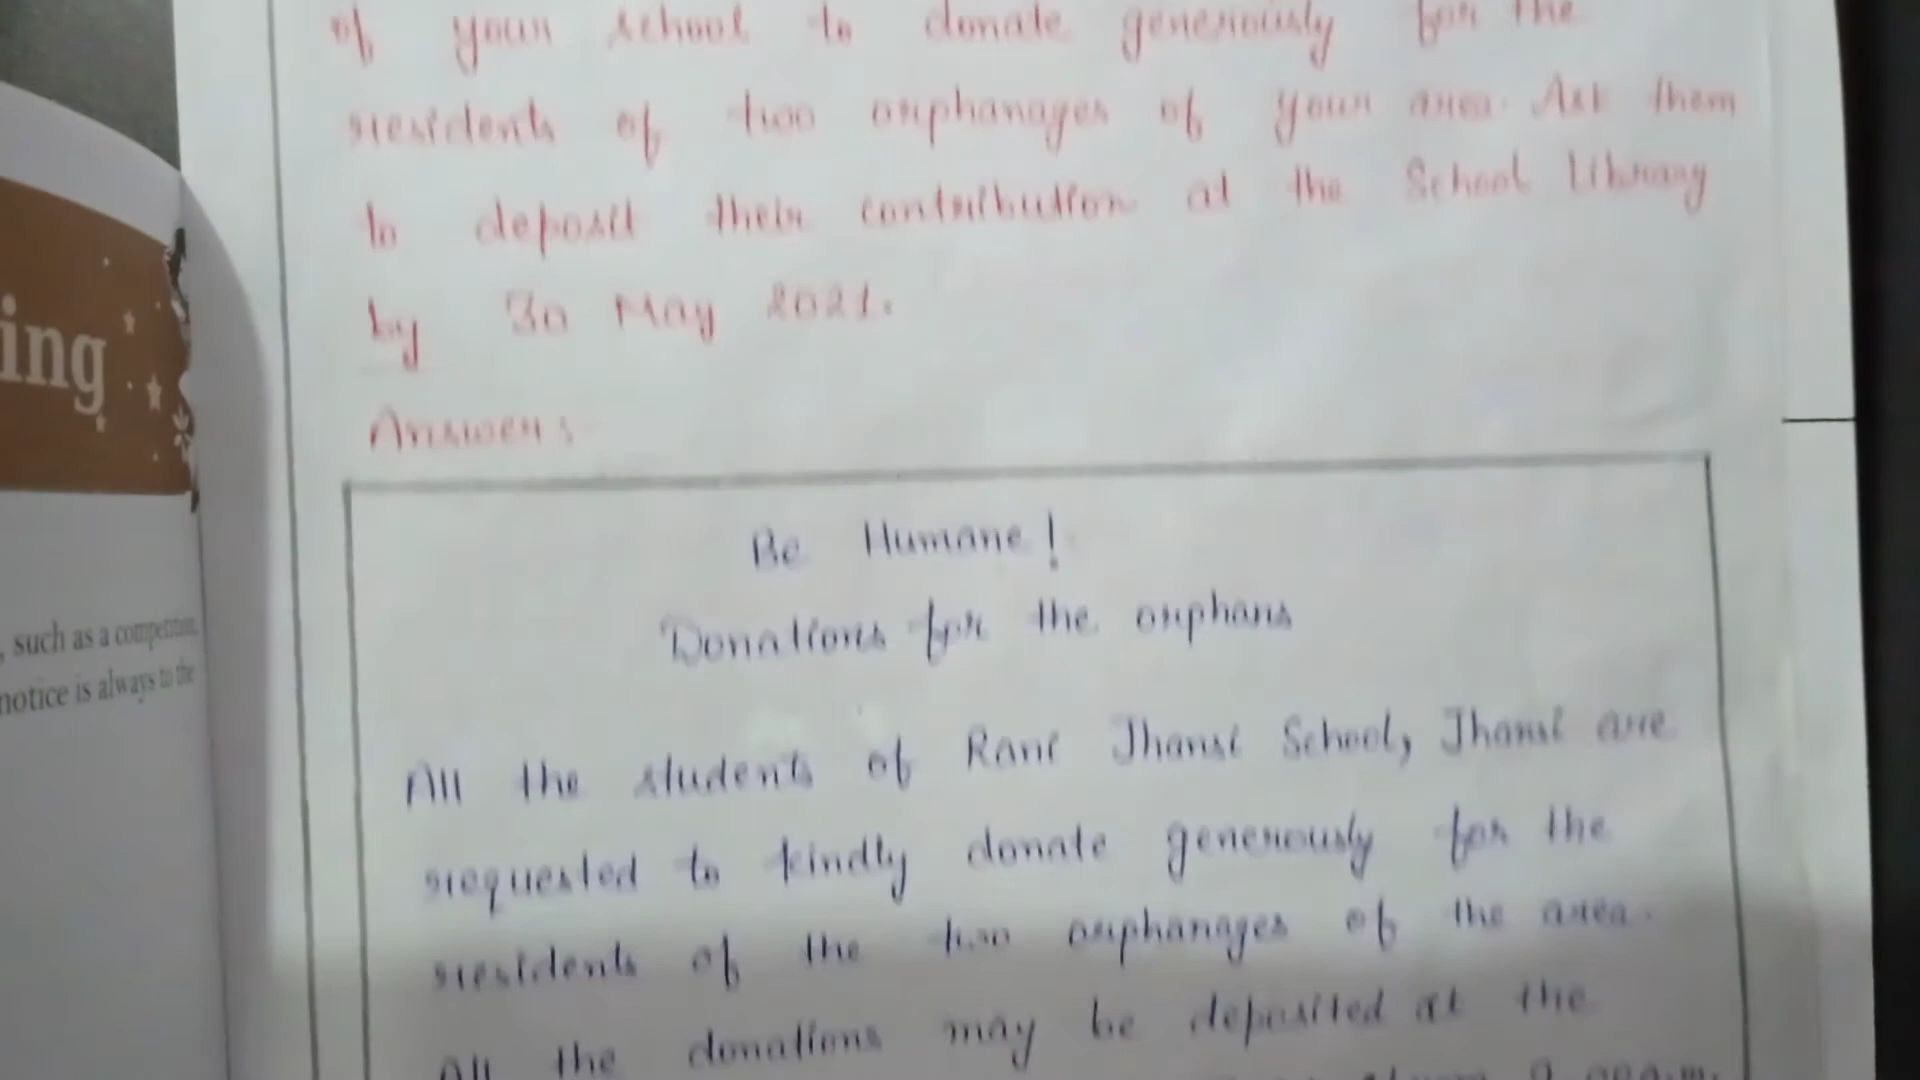 of your school to donate generously for the
residents of two orphanages of your area. Ask them
to deposit their contribution at the School Library
by 30 May 2021.
Answer:
Be Humane!
Donations for the orphans
All the students of Rani Jhansi School, Jhansi are
requested to kindly donate generously for the
residents of the two orphanages of the area.
All the donations may be deposited at the
9
ing
, such as a competition,
notice is always to the